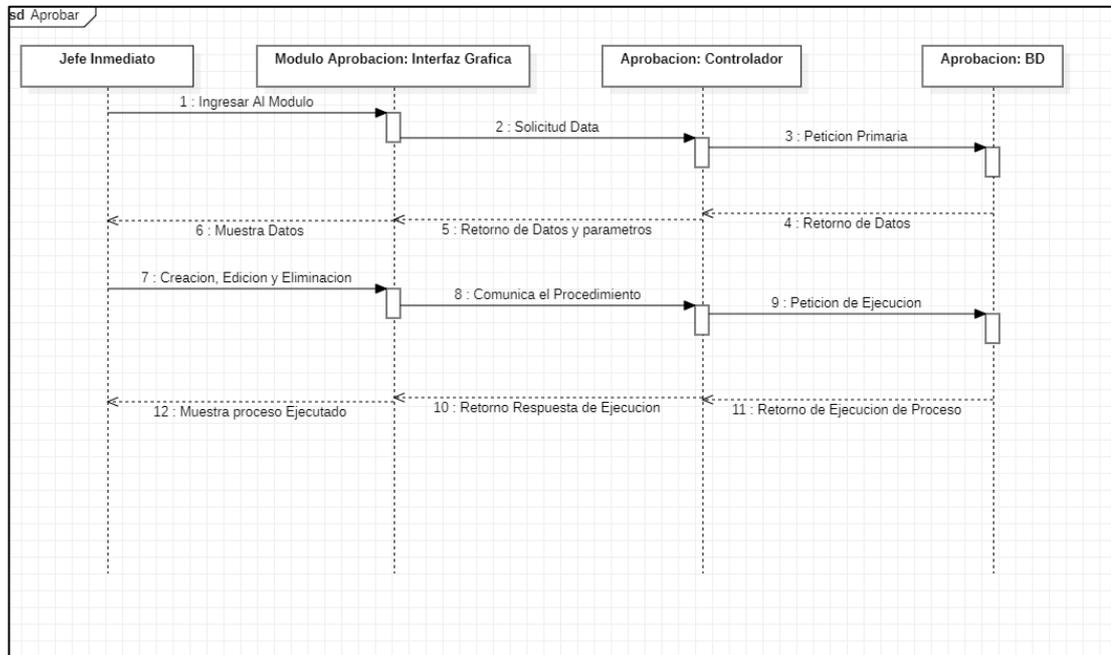 sd Aprobar
Jefe Inmediato
Modulo Aprobacion: Interfaz Grafica
Aprobacion: Controlador
Aprobacion: BD
1 : Ingresar Al Modulo
2 : Solicitud Data
3 : Peticion Primaria
4 : Retorno de Datos
5 : Retorno de Datos y parametros
6 : Muestra Datos
7 : Creacion, Edicion y Eliminacion
8 : Comunica el Procedimiento
9 : Peticion de Ejecucion
10 : Retorno Respuesta de Ejecucion
11 : Retorno de Ejecucion de Proceso
12 : Muestra proceso Ejecutado